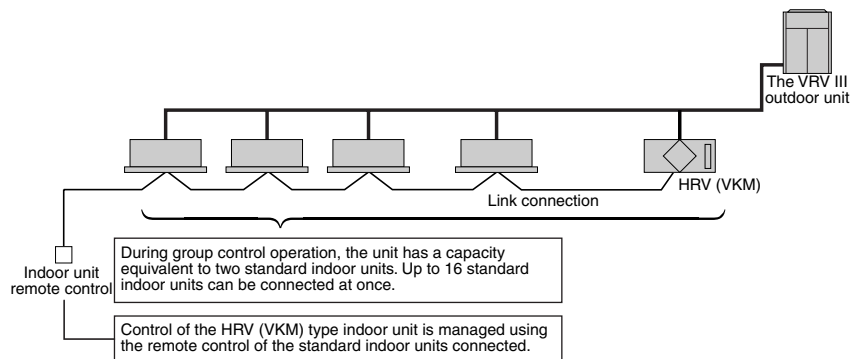 The VRV III
outdoor unit
HRV (VKM)
Link connection
Indoor unit
remote control
During group control operation, the unit has a capacity
equivalent to two standard indoor units. Up to 16 standard
indoor units can be connected at once.
Control of the HRV (VKM) type indoor unit is managed using
the remote control of the standard indoor units connected.